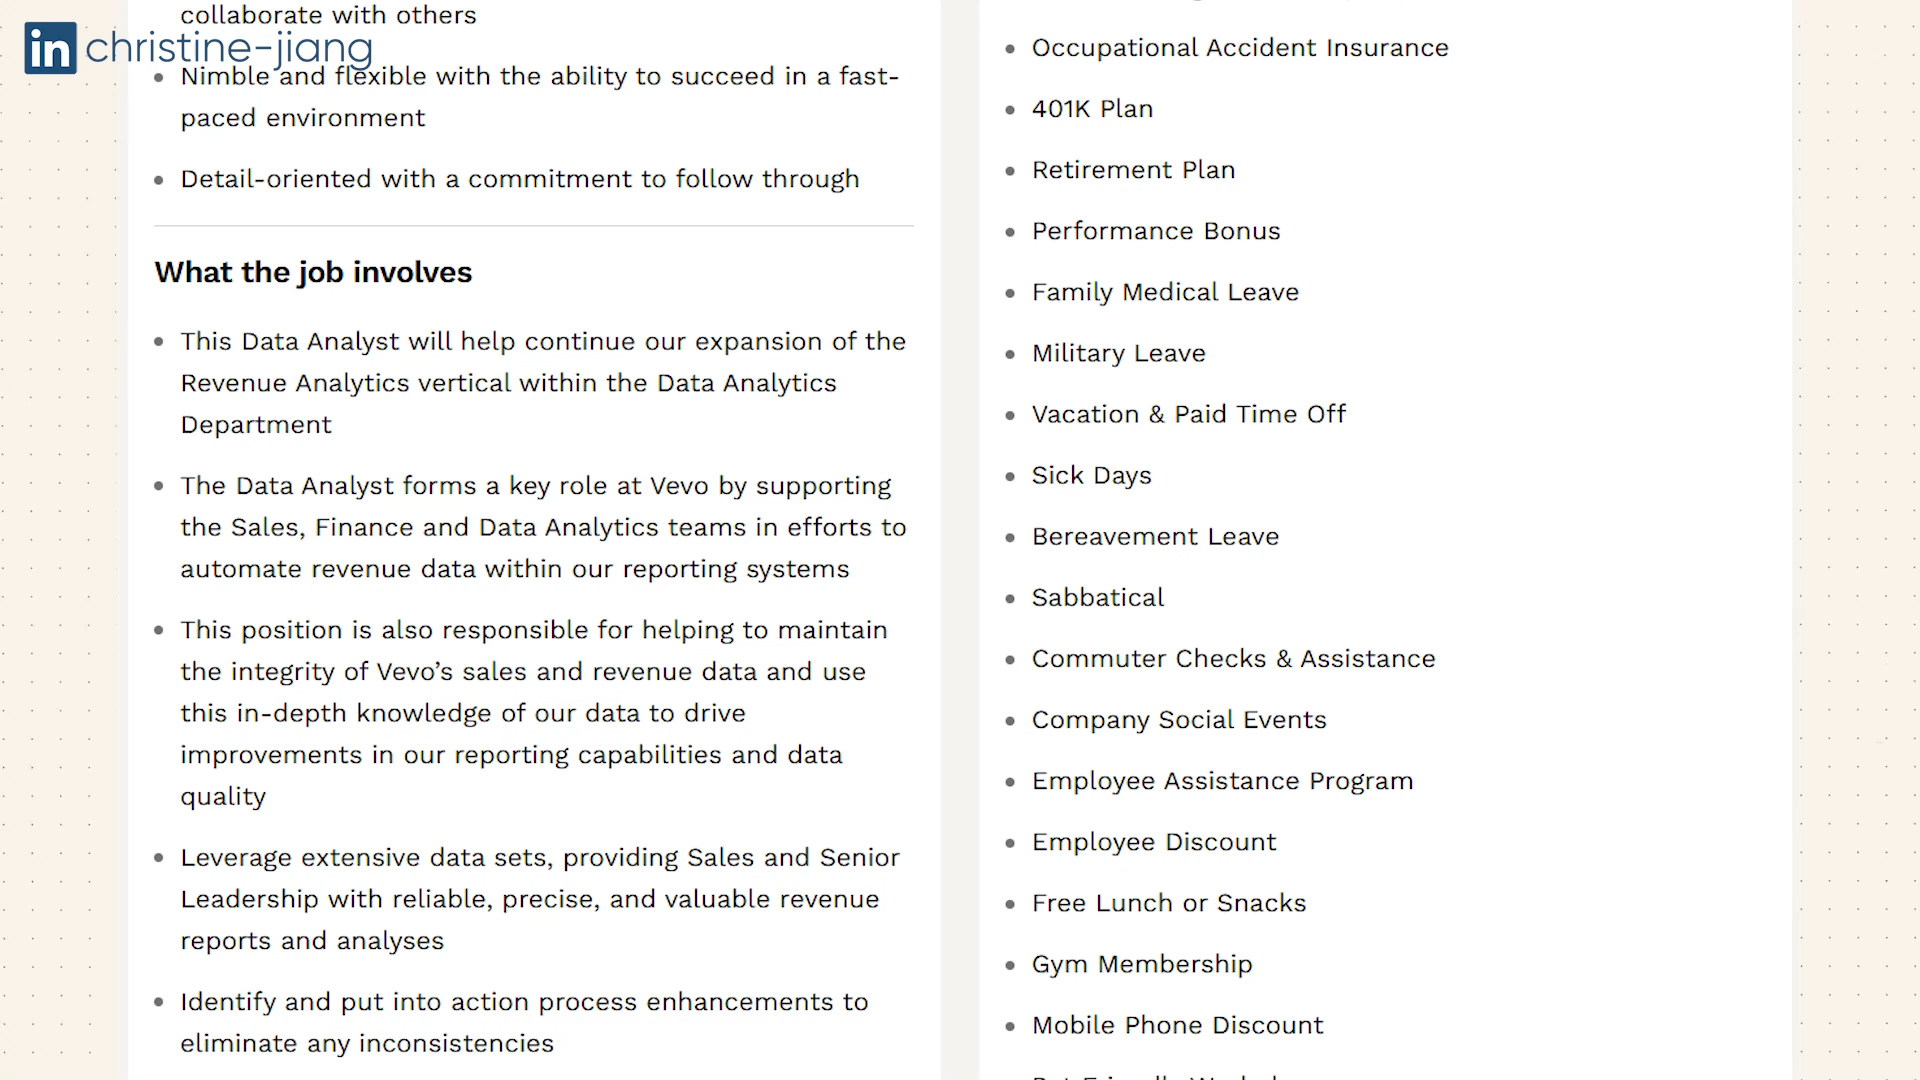 collaborate with others
in christine-jiang
Nimble and flexible with the ability to succeed in a fast-
paced environment
Detail-oriented with a commitment to follow through
What the job involves
This Data Analyst will help continue our expansion of the
Revenue Analytics vertical within the Data Analytics
Department
The Data Analyst forms a key role at Vevo by supporting
the Sales, Finance and Data Analytics teams in efforts to
automate revenue data within our reporting systems
This position is also responsible for helping to maintain
the integrity of Vevo’s sales and revenue data and use
this in-depth knowledge of our data to drive
improvements in our reporting capabilities and data
quality
Leverage extensive data sets, providing Sales and Senior
Leadership with reliable, precise, and valuable revenue
reports and analyses
Identify and put into action process enhancements to
eliminate any inconsistencies
Occupational Accident Insurance
401K Plan
Retirement Plan
Performance Bonus
Family Medical Leave
Military Leave
Vacation & Paid Time Off
Sick Days
Bereavement Leave
Sabbatical
Commuter Checks & Assistance
Company Social Events
Employee Assistance Program
Employee Discount
Free Lunch or Snacks
Gym Membership
Mobile Phone Discount